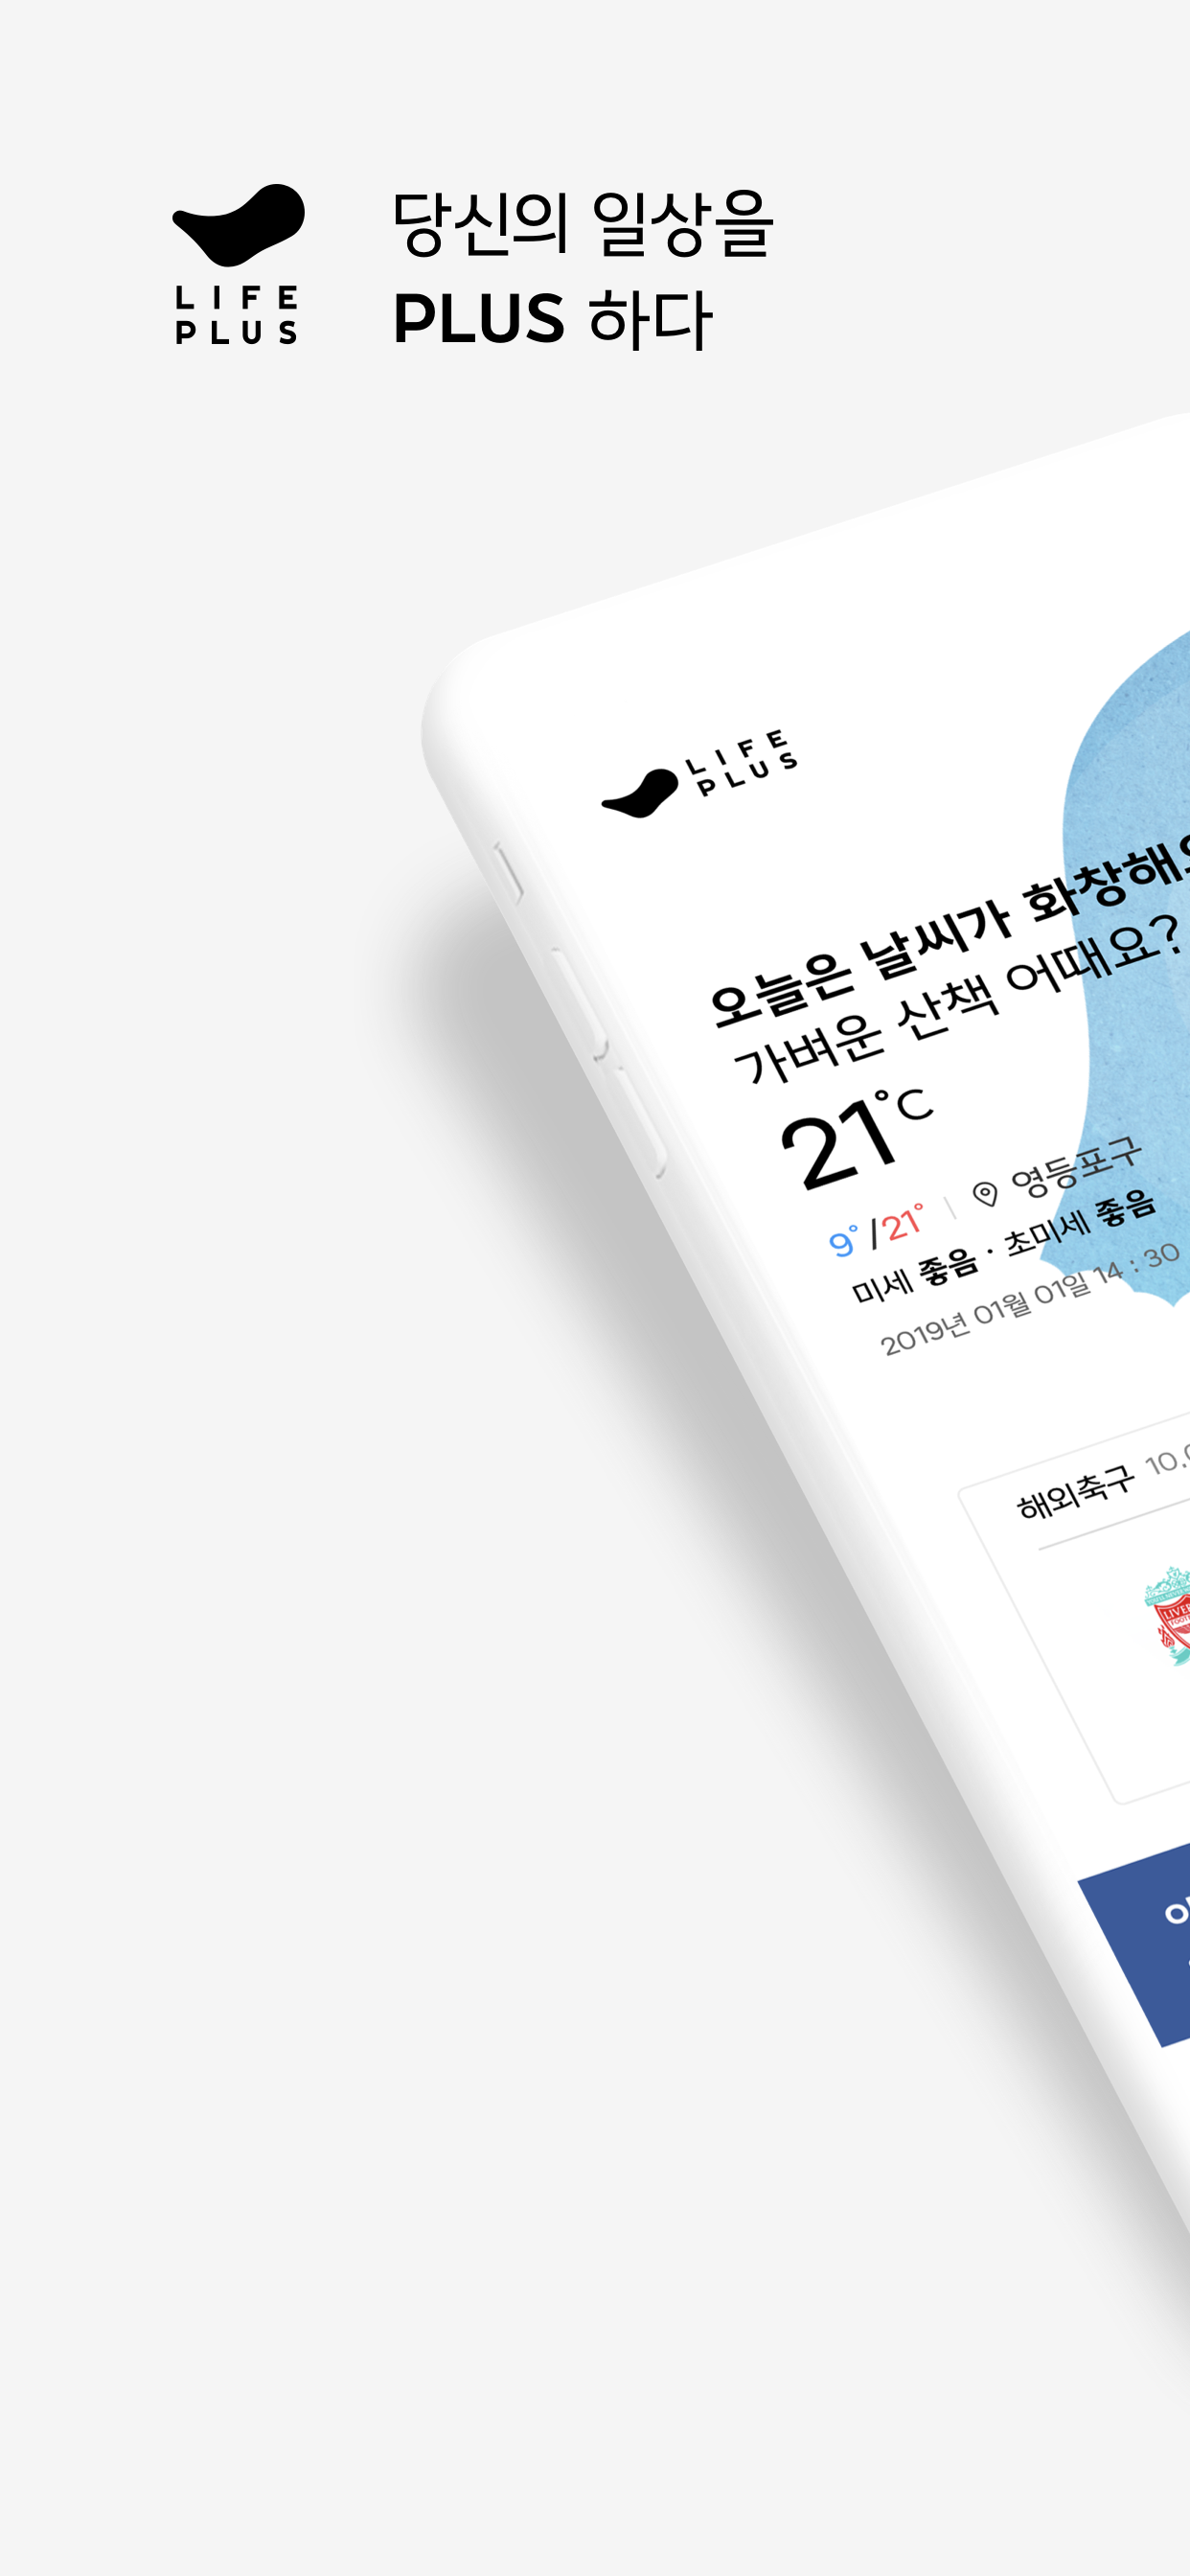 LIFE
PLUS
당신의 일상을
PLUS 하다
LIFE
PLUS
오늘은 날씨가 화창해요
가벼운 산책 어때요?
21°C
9° / 21° | 영등포구
미세 좋음 · 초미세 좋음
2019년 01월 01일 14 : 30
해외축구 10.